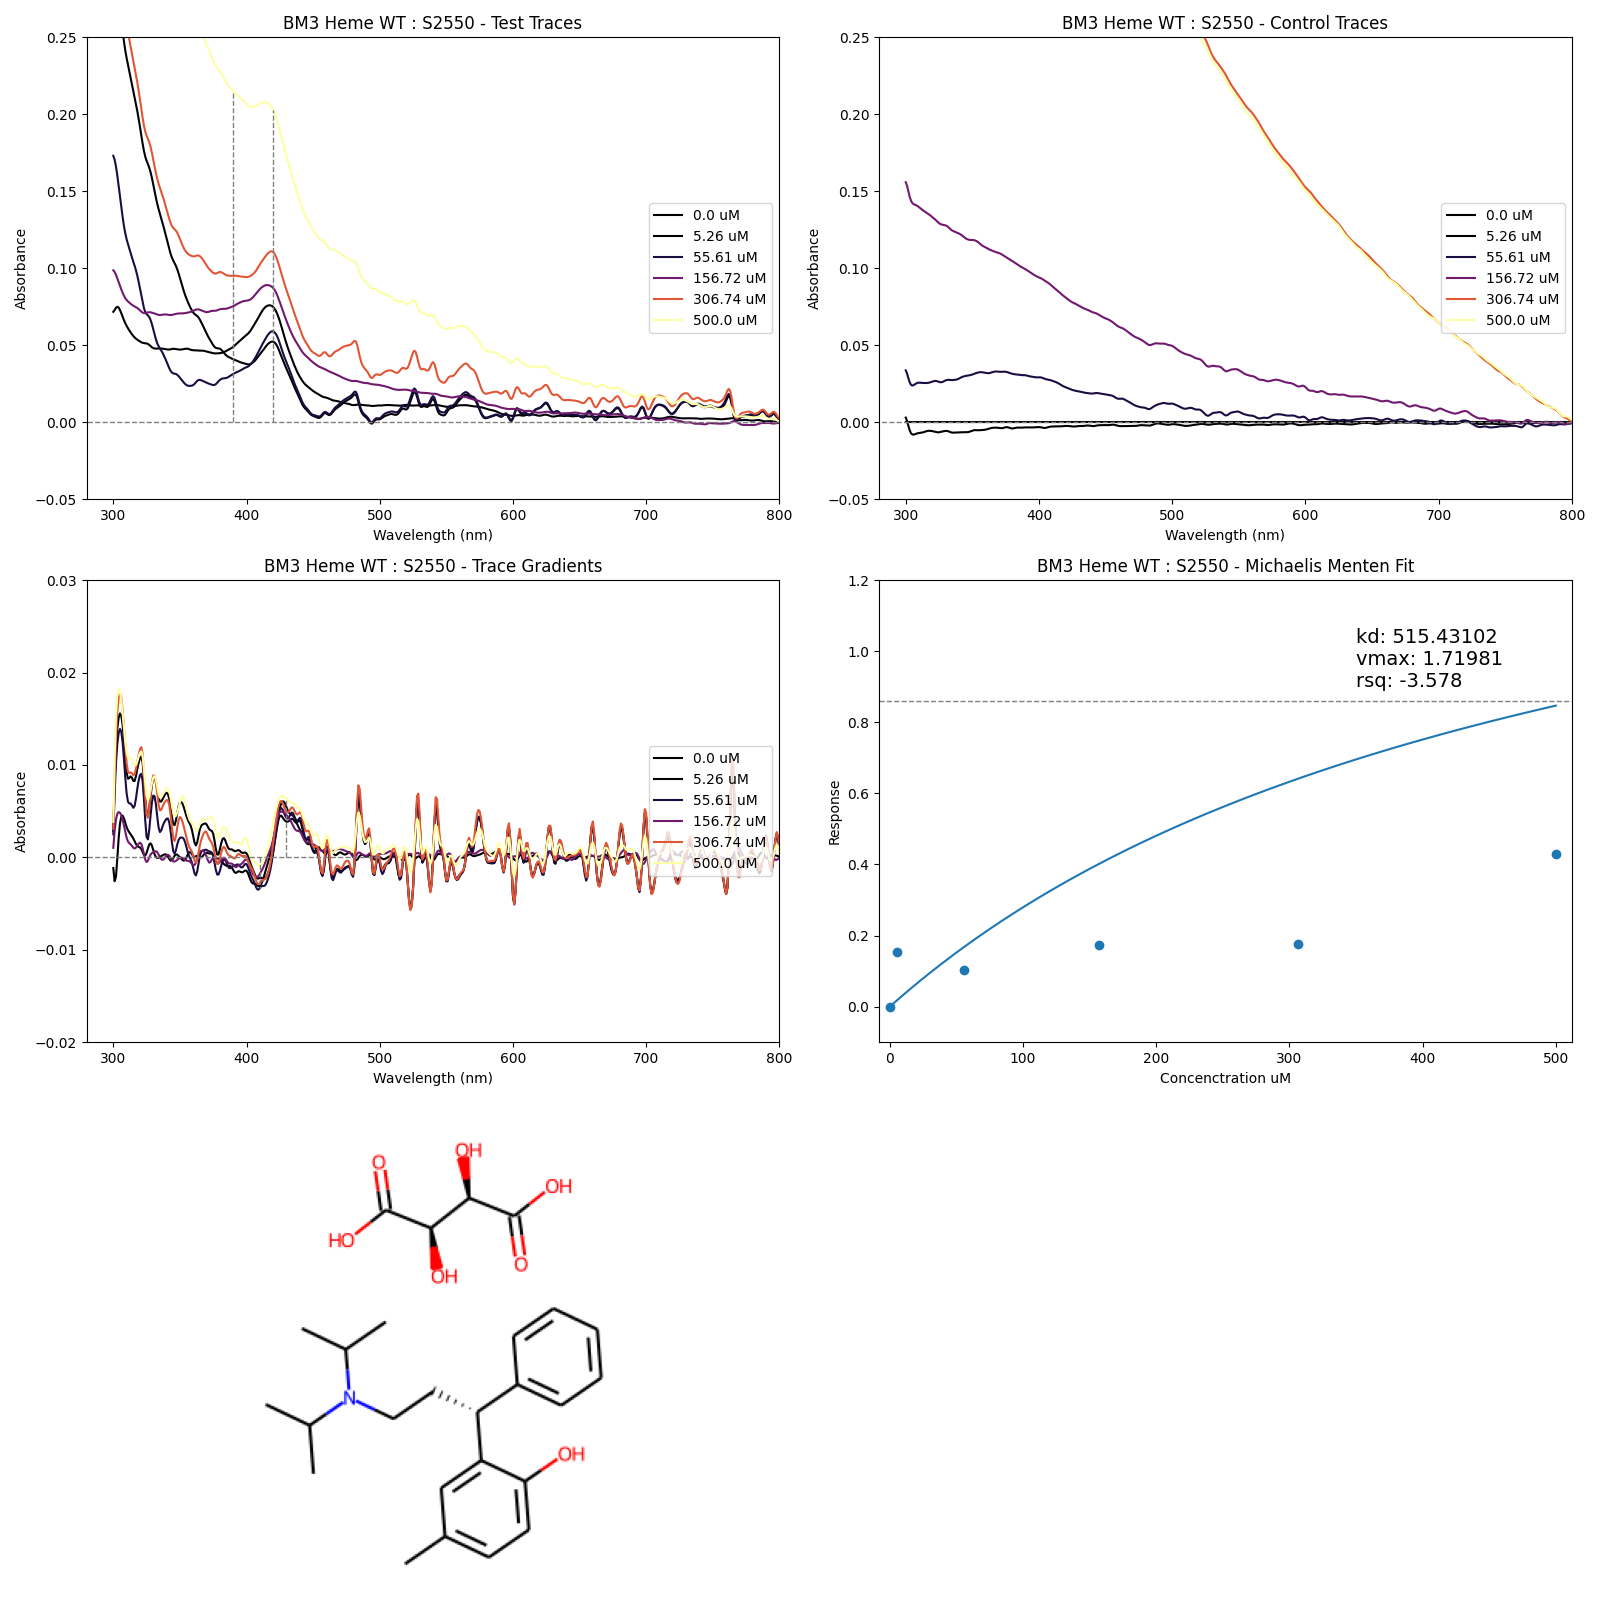 BM3 Heme WT : S2550 - Test Traces
Absorbance
0.25
0.20
0.15
0.10
0.05
0.00
−0.05
300 400 500 600 700 800
Wavelength (nm)
0.0 uM
5.26 uM
55.61 uM
156.72 uM
306.74 uM
500.0 uM
BM3 Heme WT : S2550 - Control Traces
Absorbance
0.25
0.20
0.15
0.10
0.05
0.00
−0.05
300 400 500 600 700 800
Wavelength (nm)
0.0 uM
5.26 uM
55.61 uM
156.72 uM
306.74 uM
500.0 uM
BM3 Heme WT : S2550 - Trace Gradients
Absorbance
0.03
0.02
0.01
0.00
−0.01
−0.02
300 400 500 600 700 800
Wavelength (nm)
0.0 uM
5.26 uM
55.61 uM
156.72 uM
306.74 uM
500.0 uM
BM3 Heme WT : S2550 - Michaelis Menten Fit
Response
1.2
1.0
0.8
0.6
0.4
0.2
0.0
0 100 200 300 400 500
Concenctration uM
kd: 515.43102
vmax: 1.71981
rsq: -3.578
OH
O
OH
HO
O
OH
N
OH